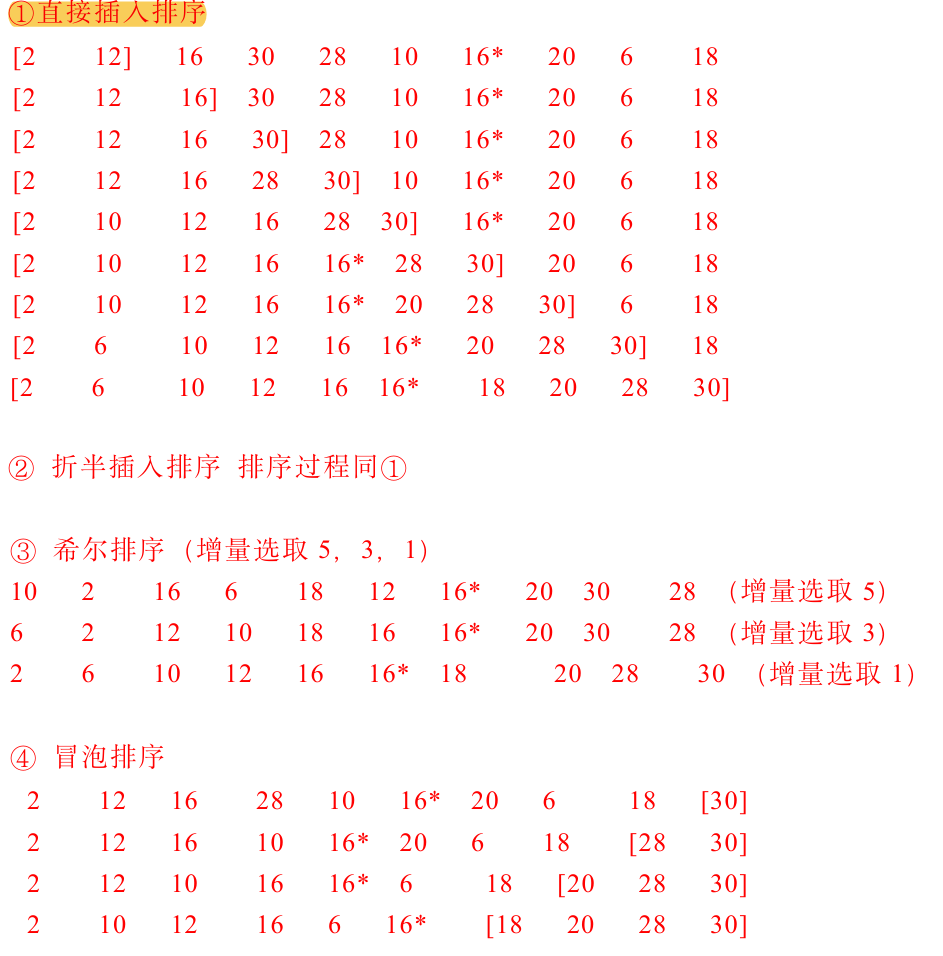 ①直接插入排序
[2 12] 16 30 28 10 16* 20 6 18
[2 12 16] 30 28 10 16* 20 6 18
[2 12 16 30] 28 10 16* 20 6 18
[2 12 16 28 30] 10 16* 20 6 18
[2 10 12 16 28 30] 16* 20 6 18
[2 10 12 16 16* 28 30] 20 6 18
[2 10 12 16 16* 20 28 30] 6 18
[2 6 10 12 16 16* 20 28 30] 18
[2 6 10 12 16 16* 18 20 28 30]
② 折半插入排序 排序过程同①
③ 希尔排序（增量选取 5，3，1）
10 2 16 6 18 12 16* 20 30 28 （增量选取 5）
6 2 12 10 18 16 16* 20 30 28 （增量选取 3）
2 6 10 12 16 16* 18 20 28 30 （增量选取 1）
④ 冒泡排序
2 12 16 28 10 16* 20 6 18 [30]
2 12 16 10 16* 20 6 18 [28 30]
2 12 10 16 16* 6 18 [20 28 30]
2 10 12 16 6 16* [18 20 28 30]